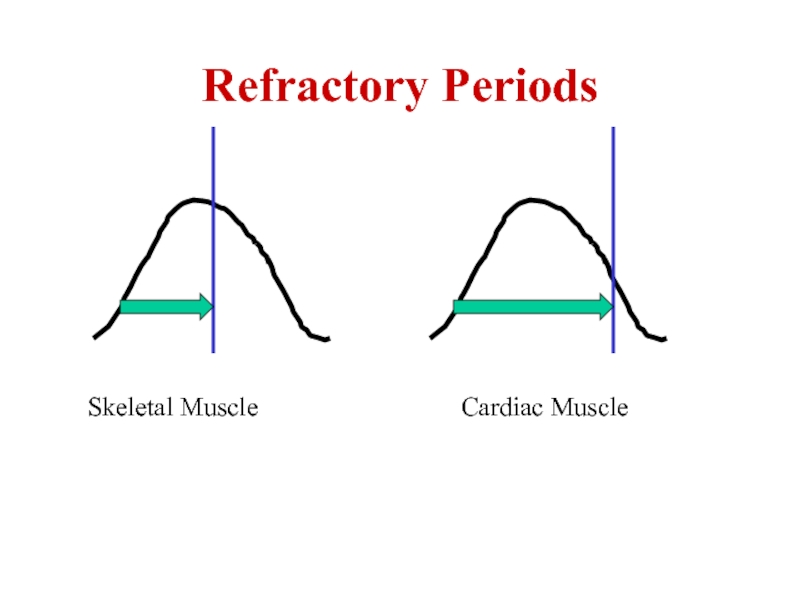 Refractory Periods
Skeletal Muscle
Cardiac Muscle